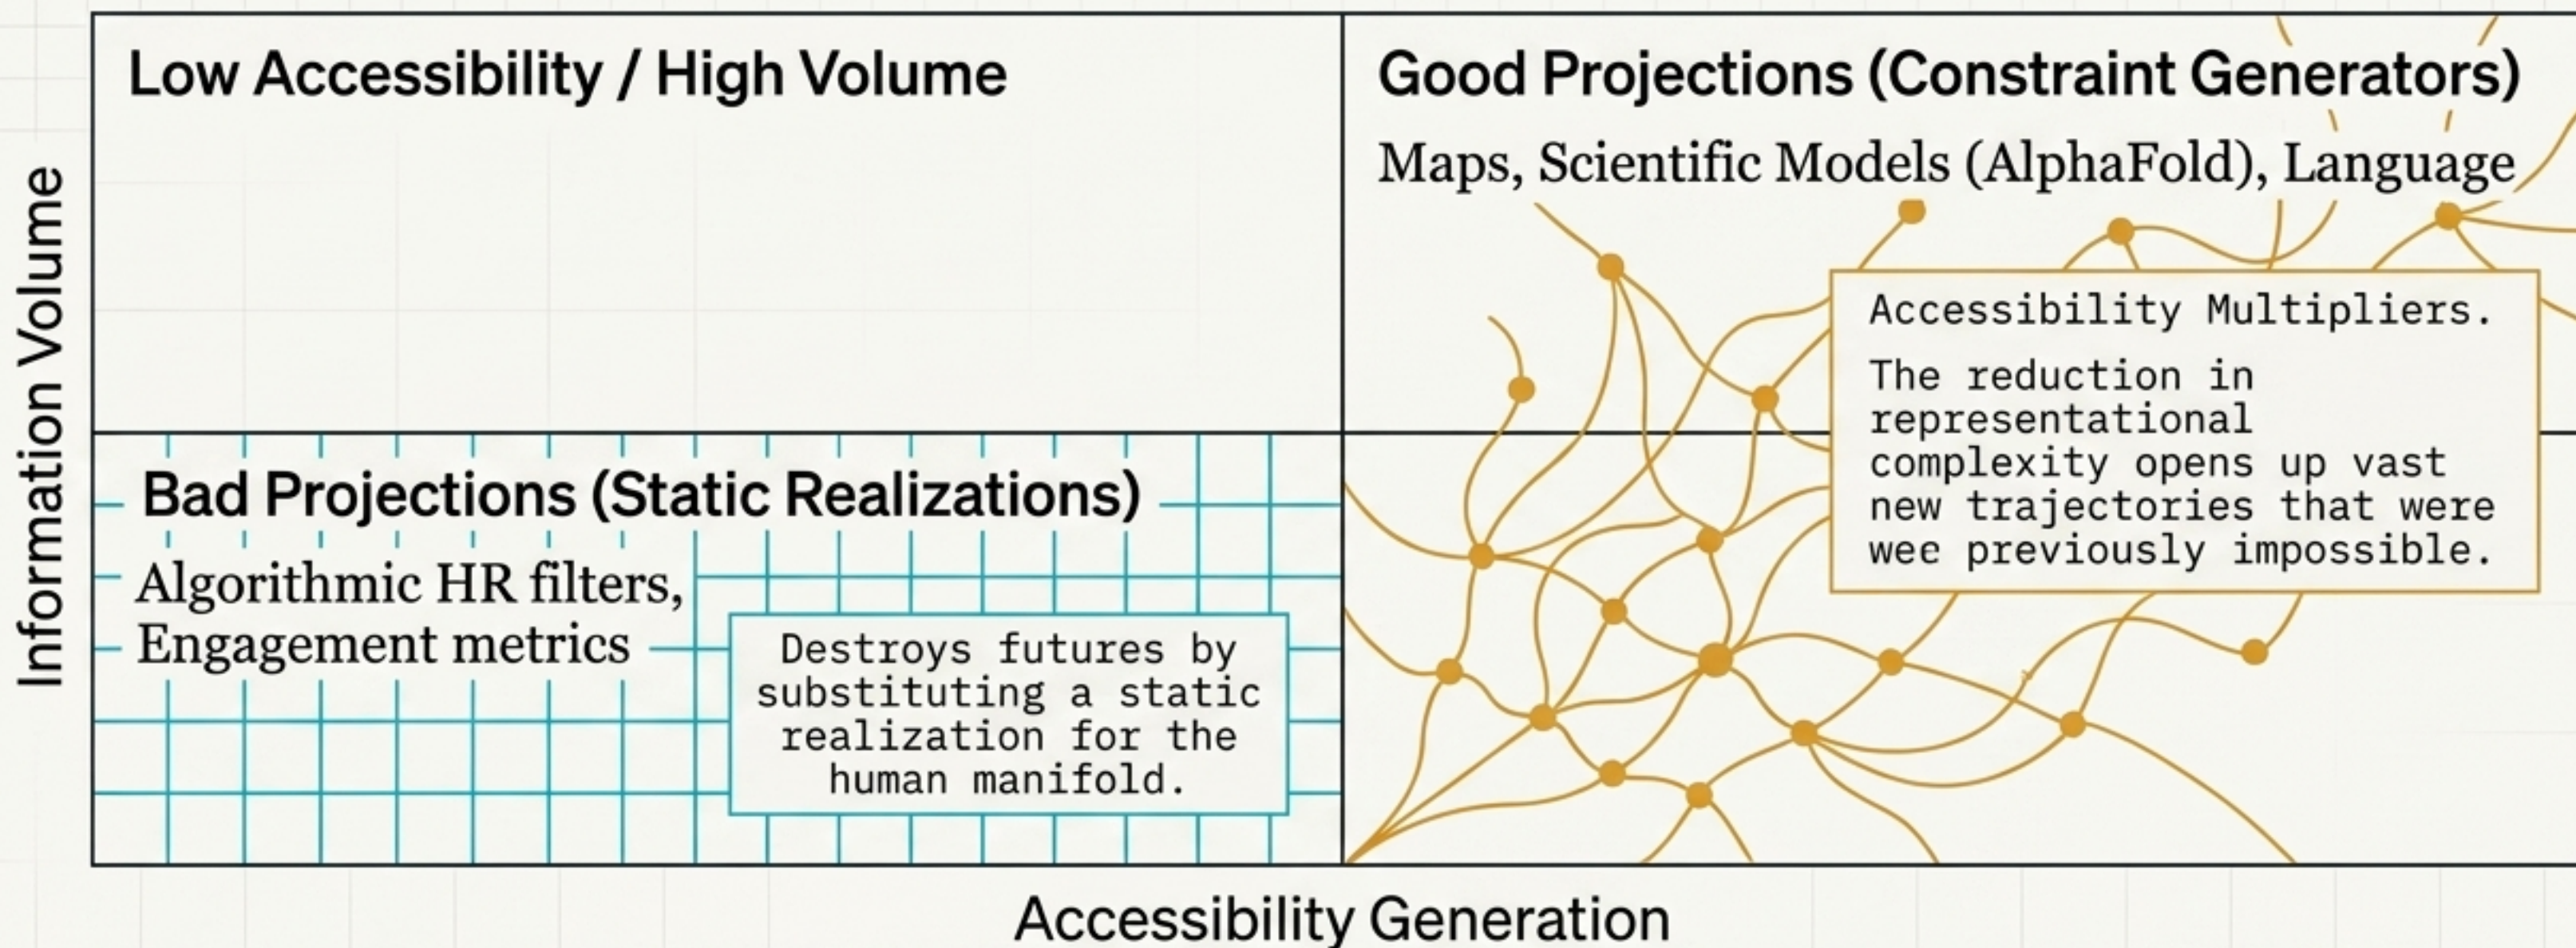 Low Accessibility / High Volume
Good Projections (Constraint Generators)
Maps, Scientific Models (AlphaFold), Language
Accessibility Multipliers.
The reduction in
representational
complexity opens up vast
new trajectories that were
wee previously impossible.
Information Volume
Bad Projections (Static Realizations)
Algorithmic HR filters,
Engagement metrics
Destroys futures by
substituting a static
realization for the
human manifold.
Accessibility Generation